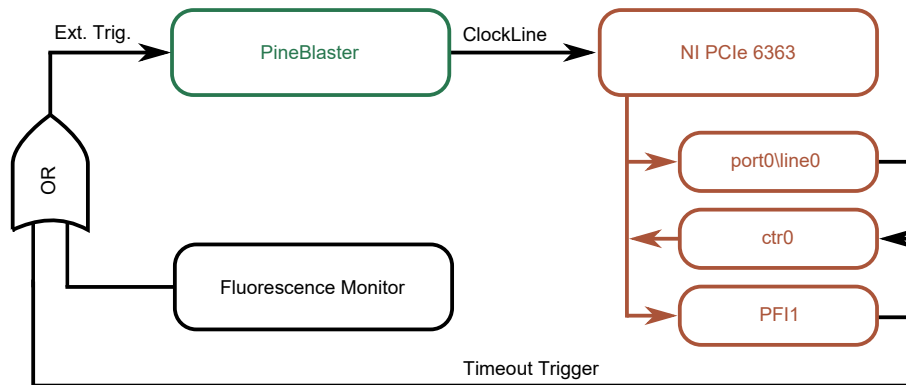 Ext. Trig.
PineBlaster
ClockLine
NI PCIe 6363
OR
port0\line0
ctr0
Fluorescence Monitor
PFI1
Timeout Trigger